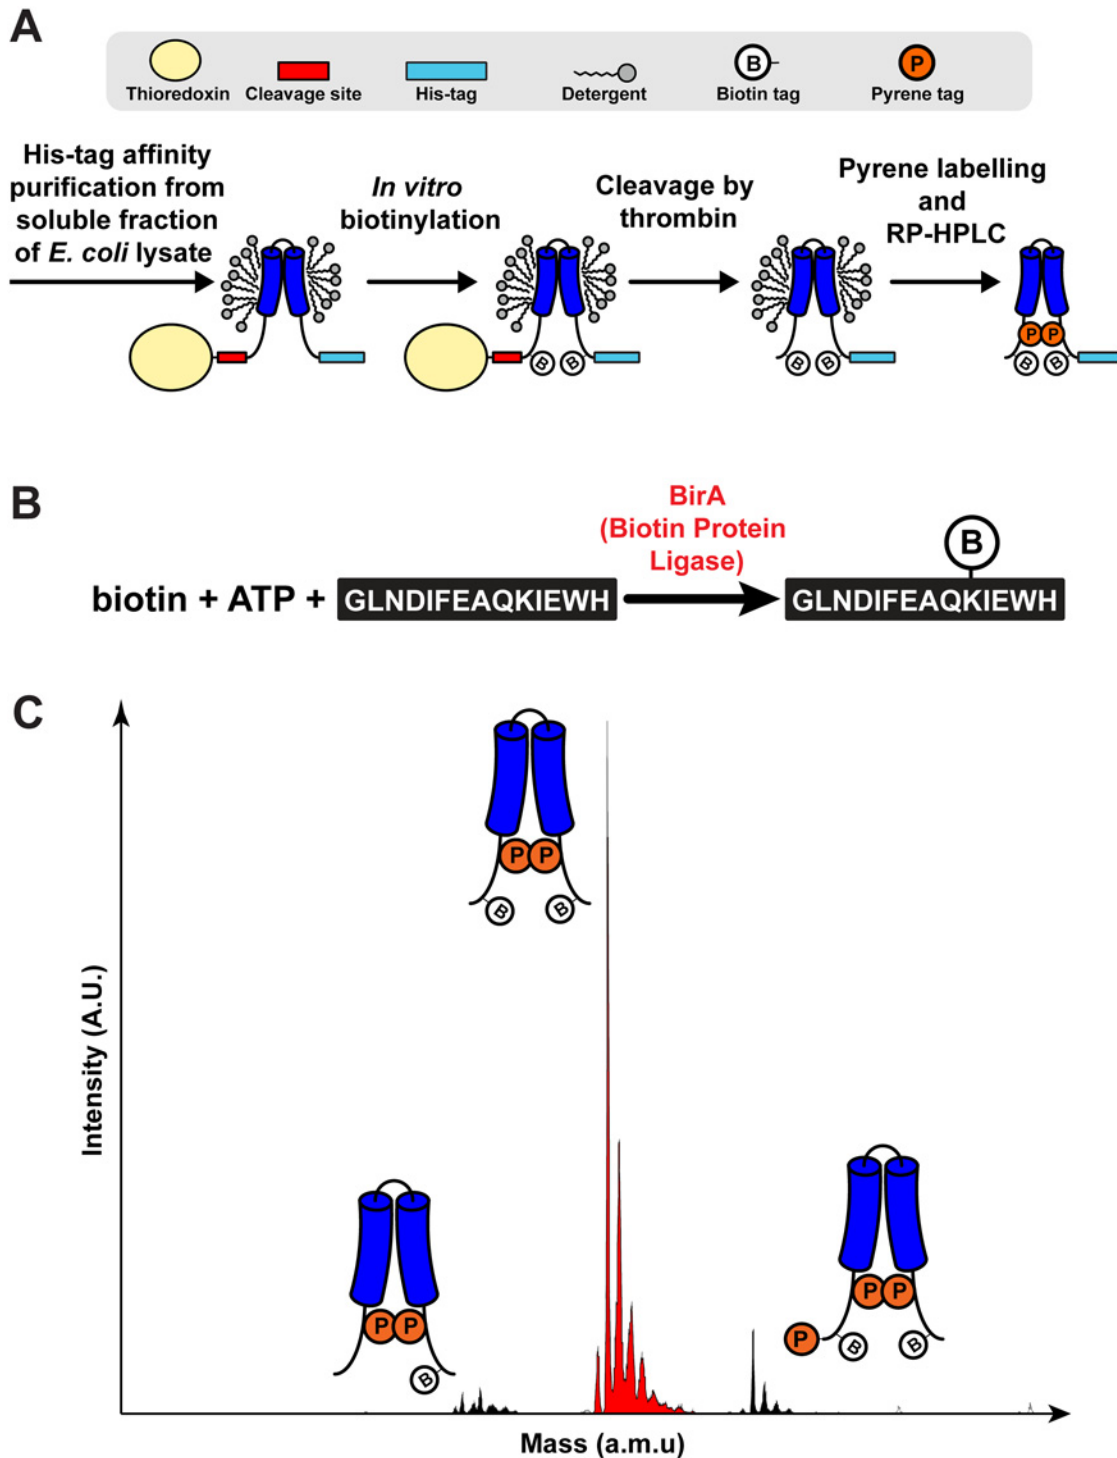 A
B
P
Thioredoxin
Cleavage site
His-tag
Detergent
Biotin tag
Pyrene tag
His-tag affinity
purification from
soluble fraction
of E. coli lysate
In vitro
biotinylation
Cleavage by
thrombin
Pyrene labelling
and
RP-HPLC
B B
B B
P P
B B
B
BirA
(Biotin Protein
Ligase)
B
biotin + ATP + GLNDIFEAQKIEWH
GLNDIFEAQKIEWH
C
Intensity (A.U.)
P P
B B
P P
B
P P
P B B
Mass (a.m.u)